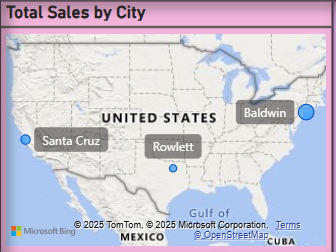 Total Sales by City
UNITED STATES
Baldwin
Santa Cruz
Rowlett
Gulf of
Microsoft Bing
© 2025 TomTom, © 2025 Microsoft Corporation, Terms
© OpenStreetMap
MEXICO
CUBA